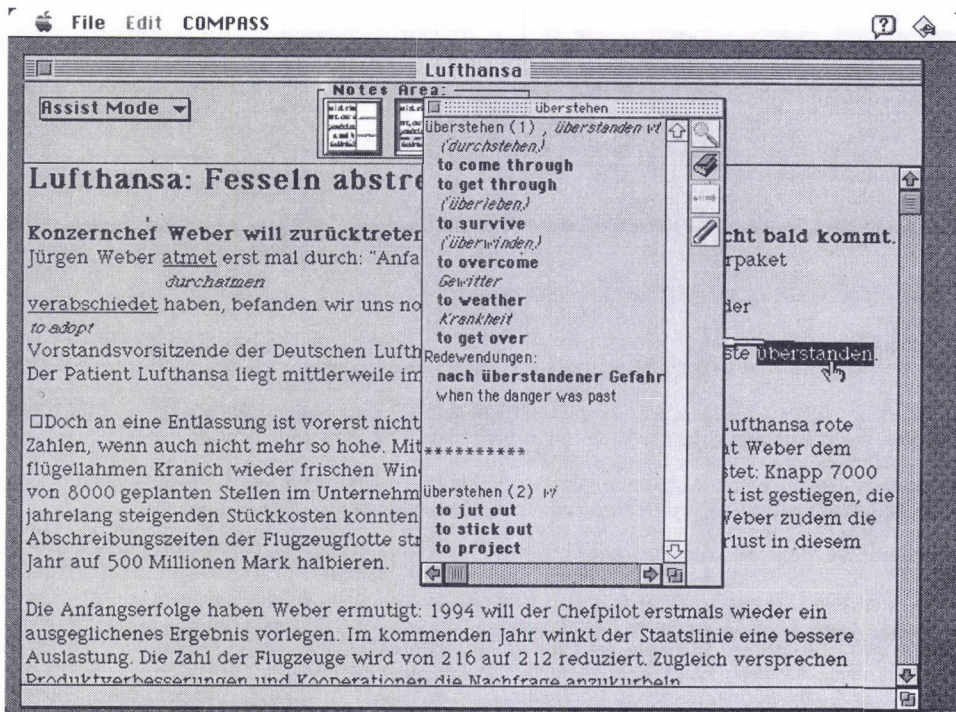 File Edit COMPASS
Lufthansa
Assist Mode
Notes Area:
überstehen
überstehen (1) , überstanden vt
(durchstehen,)
to come through
to get through
(überleben,)
to survive
(überwinden,)
to overcome
Gewitter
to weather
Krankheit
to get over
Redewendungen:
nach überstandener Gefahr
when the danger was past
**********
überstehen (2) vi
to jut out
to stick out
to project
Lufthansa: Fesseln abstre
Konzernchef Weber will zurücktreter cht bald kommt.
Jürgen Weber atmet erst mal durch: "Anfa rpaket
durchatmen
verabschiedet haben, befanden wir uns no der
to adopt
Vorstandsvorsitzende der Deutschen Lufth ste überstanden.
Der Patient Lufthansa liegt mittlerweile im
Doch an eine Entlassung ist vorerst nicht Lufthansa rote
Zahlen, wenn auch nicht mehr so hohe. Mit at Weber dem
flügellahmen Kranich wieder frischen Win stet: Knapp 7000
von 8000 geplanten Stellen im Unternehm t ist gestiegen, die
jahrelang steigenden Stückkosten konnten Weber zudem die
Abschreibungszeiten der Flugzeugflotte str rlust in diesem
Jahr auf 500 Millionen Mark halbieren.
Die Anfangserfolge haben Weber ermutigt: 1994 will der Chefpilot erstmals wieder ein
ausgeglichenes Ergebnis vorlegen. Im kommenden Jahr winkt der Staatslinie eine bessere
Auslastung. Die Zahl der Flugzeuge wird von 216 auf 212 reduziert. Zugleich versprechen
Produktverbesserungen und Kooperationen die Nachfrage anzukurbeln